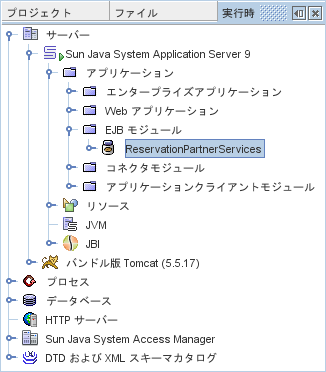 プロジェクト ファイル 実行時
サーバー
Sun Java System Application Server 9
アプリケーション
エンタープライズアプリケーション
Web アプリケーション
EJB モジュール
ReservationPartnerServices
コネクタモジュール
アプリケーションクライアントモジュール
リソース
JVM
JBI
バンドル版 Tomcat (5.5.17)
プロセス
データベース
HTTP サーバー
Sun Java System Access Manager
DTD および XML スキーマカタログ